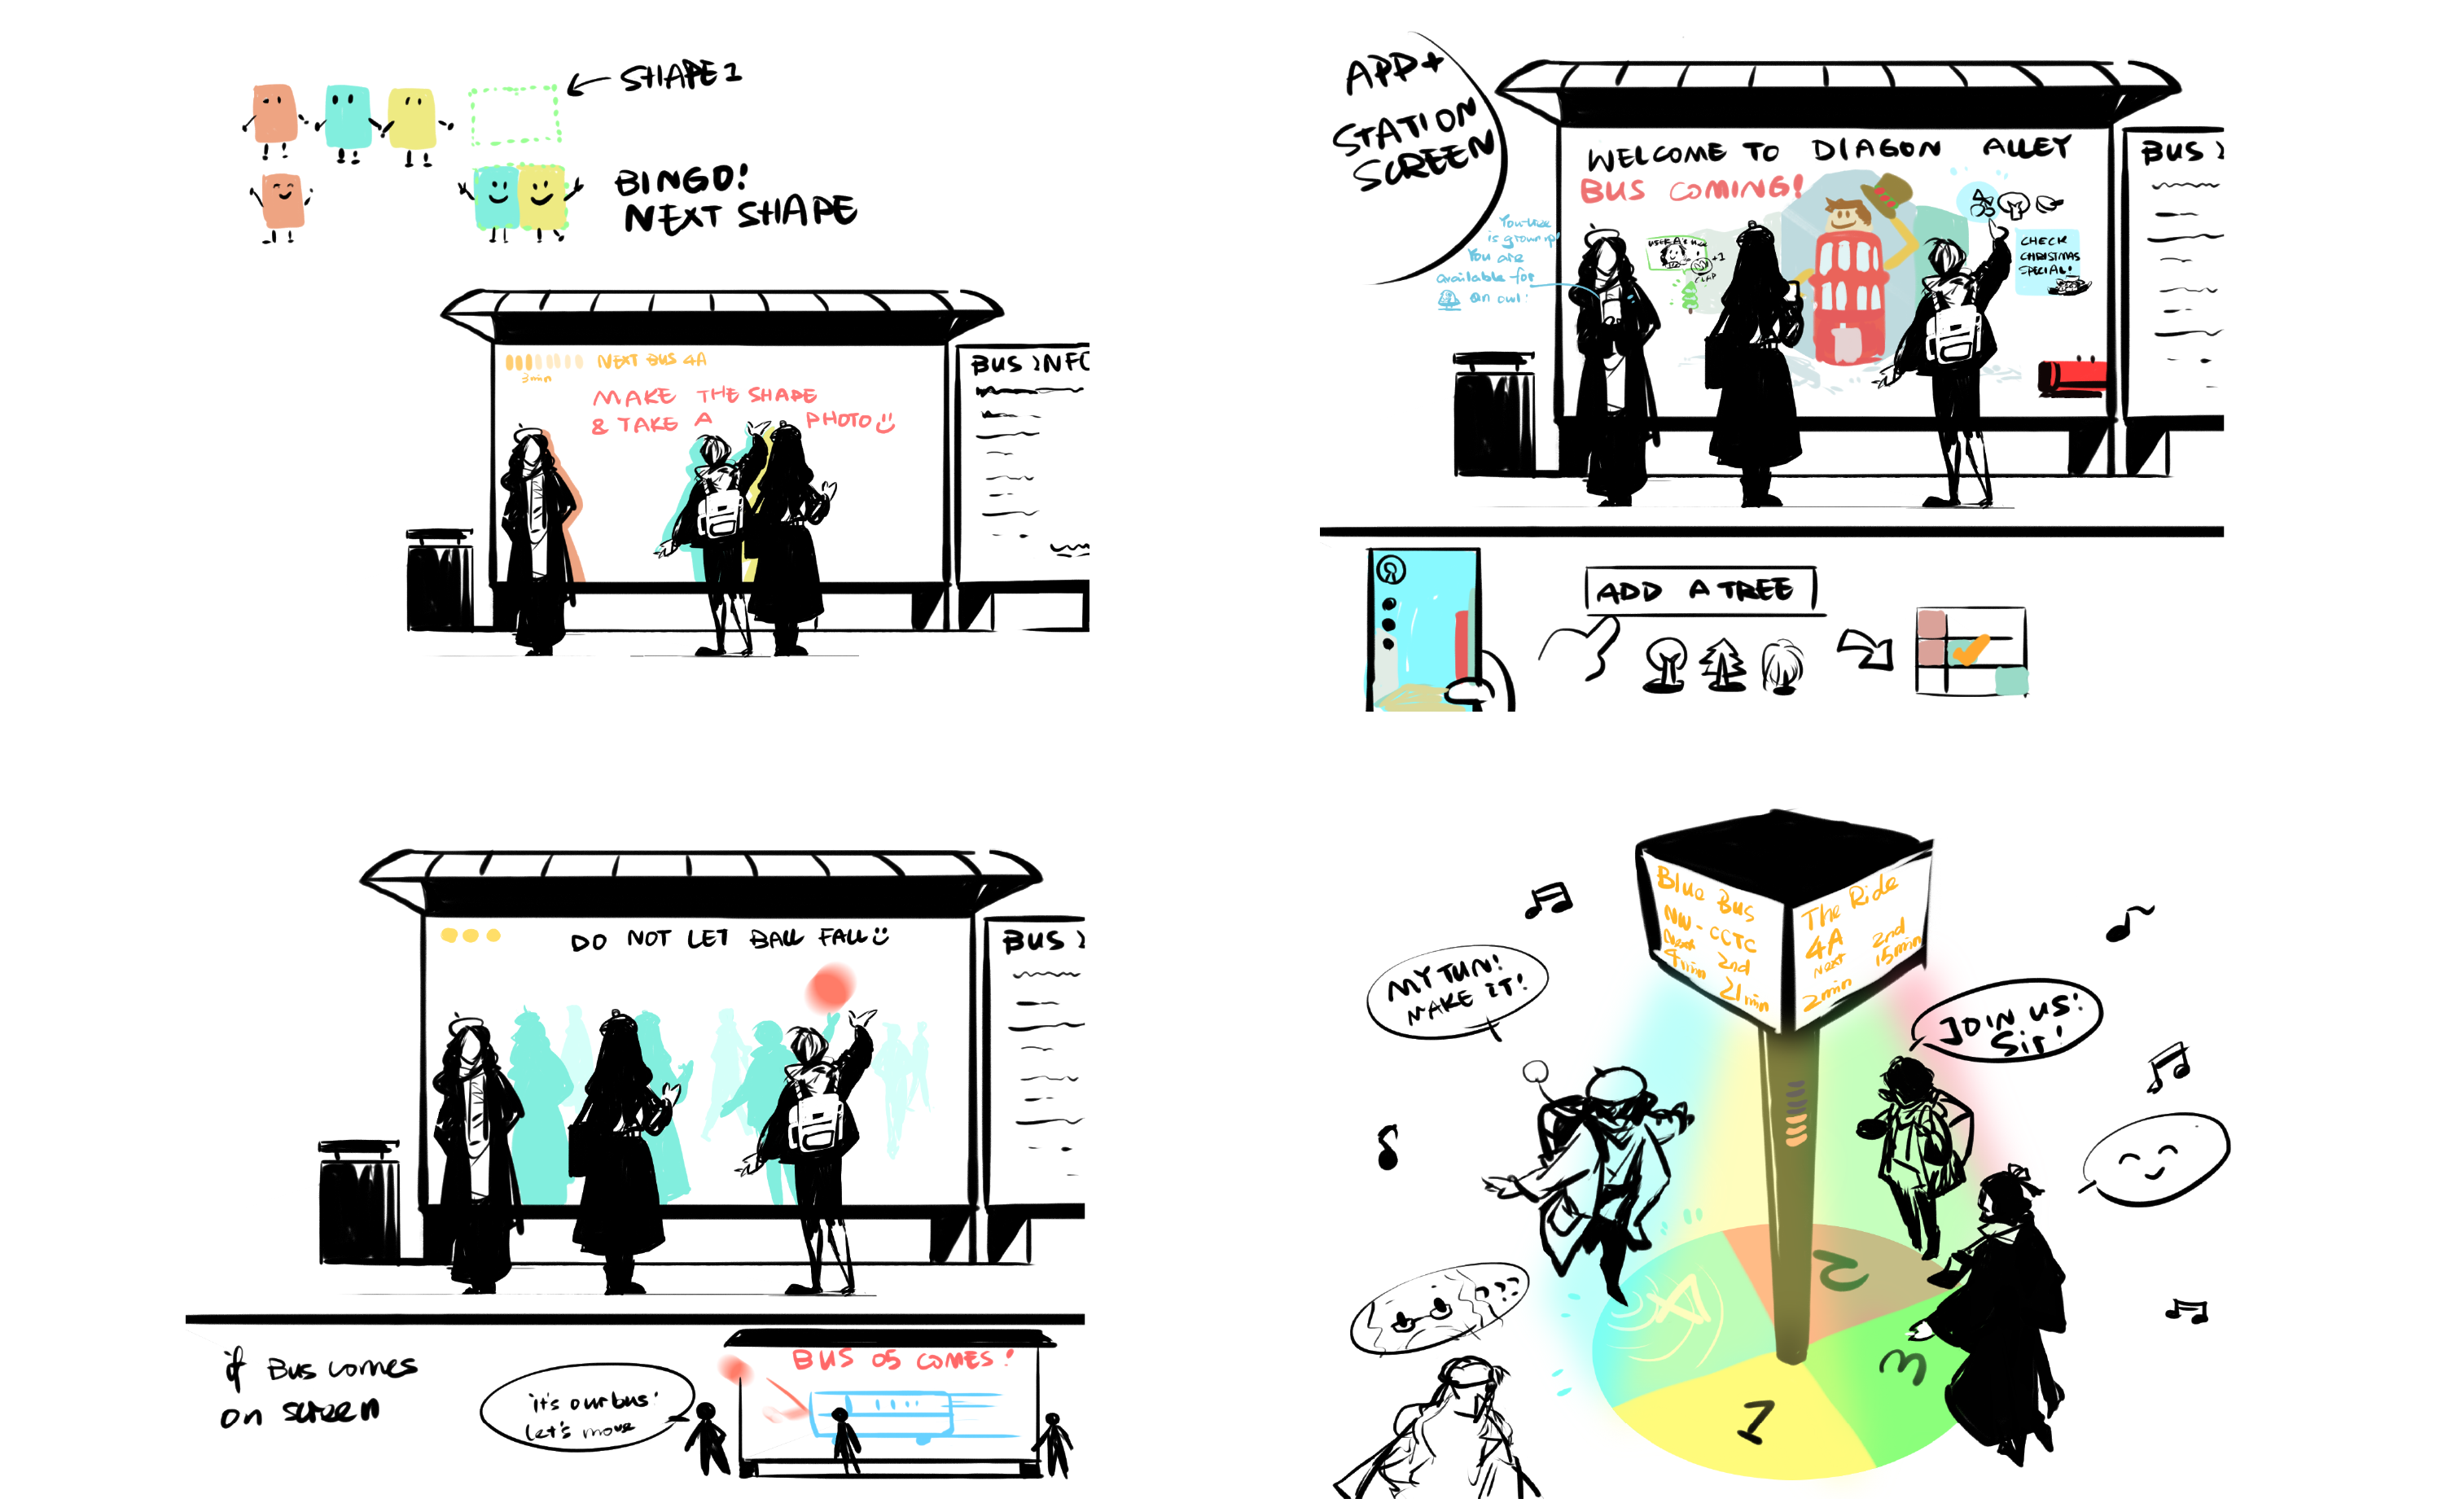 SHAPE 1
BINGO!
NEXT SHAPE
NEXT BUS 4A
3min
MAKE THE SHAPE
& TAKE A PHOTO
BUS INFO
APP+
STATION
SCREEN
WELCOME TO DIAGON ALLEY
BUS COMING!
is grown up!
You are
available for
an owl!
+1
CHECK
CHRISTMAS
SPECIAL!
BUS
ADD A TREE
DO NOT LET BALL FALL
BUS
if Bus comes
on screen
it's our bus!
let's move
BUS 05 COMES!
Blue Bus
NW - CCTC
Next 2nd
4min 21min
The Ride
4A 2nd
Next 15min
2min
MY TUN!
MAKE IT!
JOIN US!
Sir!
???
4
2
3
1